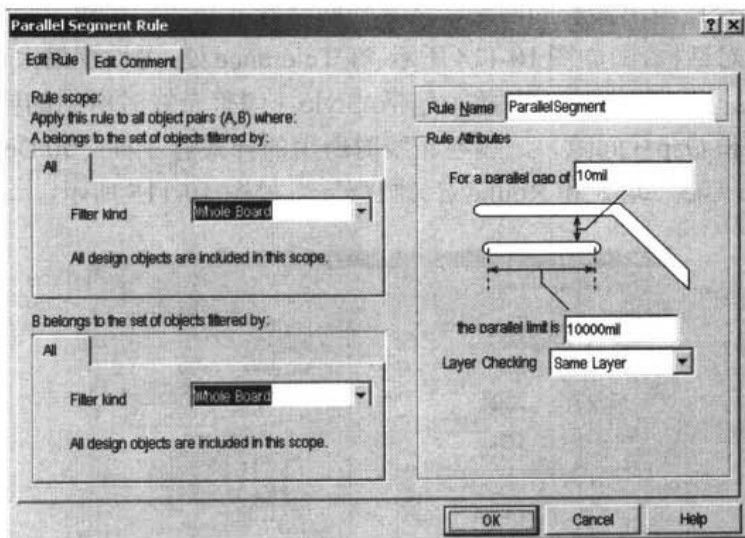 Parallel Segment Rule
Edit Rule
Edit Comment
Rule scope:
Apply this rule to all object pairs (A,B) where:
A belongs to the set of objects filtered by:
All
Filter kind
Whole Board
All design objects are included in this scope.
B belongs to the set of objects filtered by:
All
Filter kind
Whole Board
All design objects are included in this scope.
Rule Name
ParallelSegment
Rule Attributes
For a parallel gap of
10mil
the parallel limit is
10000mil
Layer Checking
Same Layer
OK
Cancel
Help